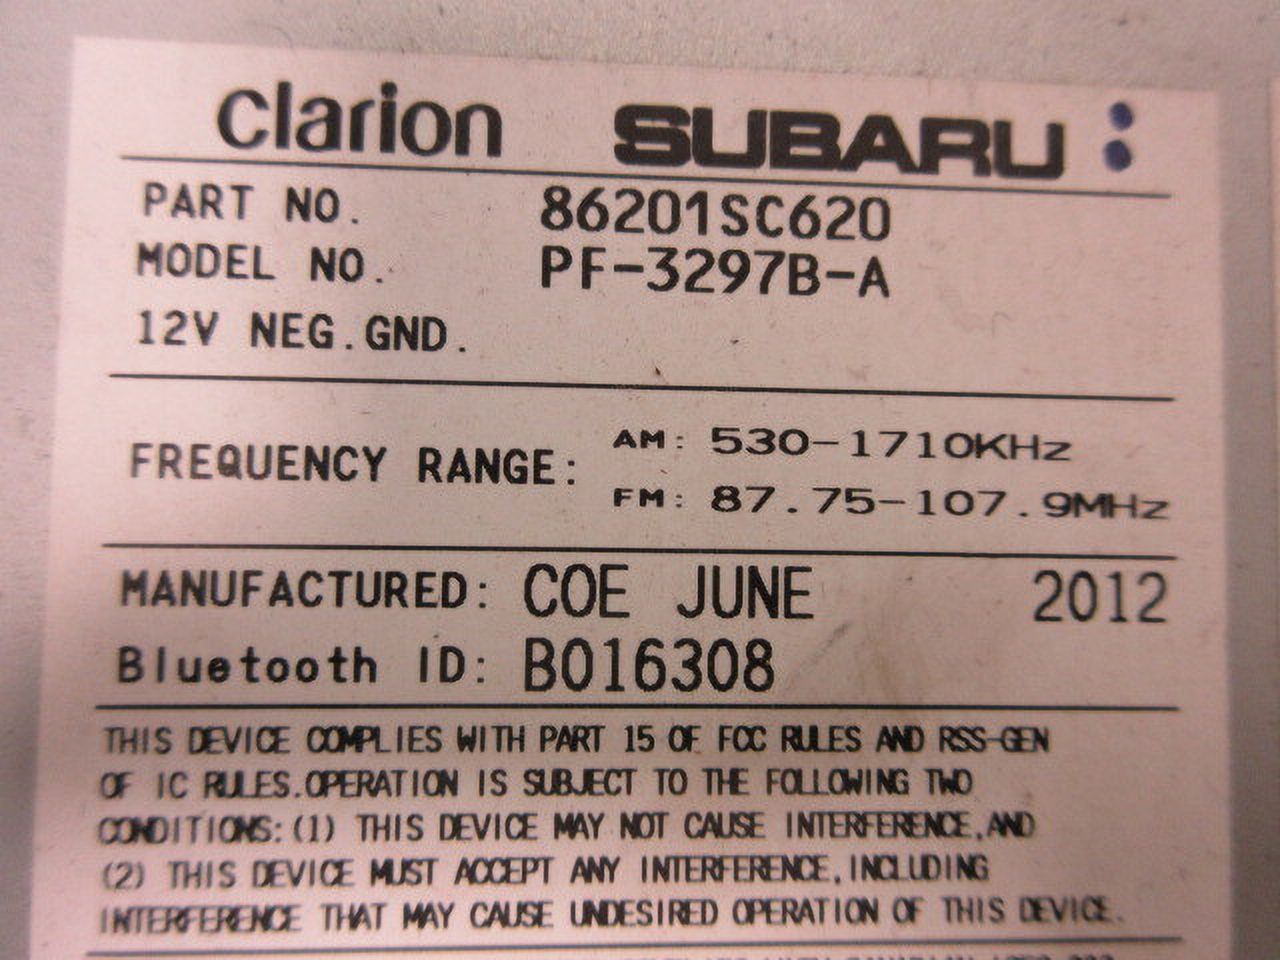 clarion SUBARU
PART NO. 86201SC620
MODEL NO. PF-3297B-A
12V NEG.GND.
FREQUENCY RANGE: AM: 530-1710KHz
FM: 87.75-107.9MHz
MANUFACTURED: COE JUNE 2012
Bluetooth ID: B016308
THIS DEVICE COMPLIES WITH PART 15 OF FCC RULES AND RSS-GEN
OF IC RULES.OPERATION IS SUBJECT TO THE FOLLOWING TWO
CONDITIONS:(1) THIS DEVICE MAY NOT CAUSE INTERFERENCE,AND
(2) THIS DEVICE MUST ACCEPT ANY INTERFERENCE,INCLUDING
INTERFERENCE THAT MAY CAUSE UNDESIRED OPERATION OF THIS DEVICE.